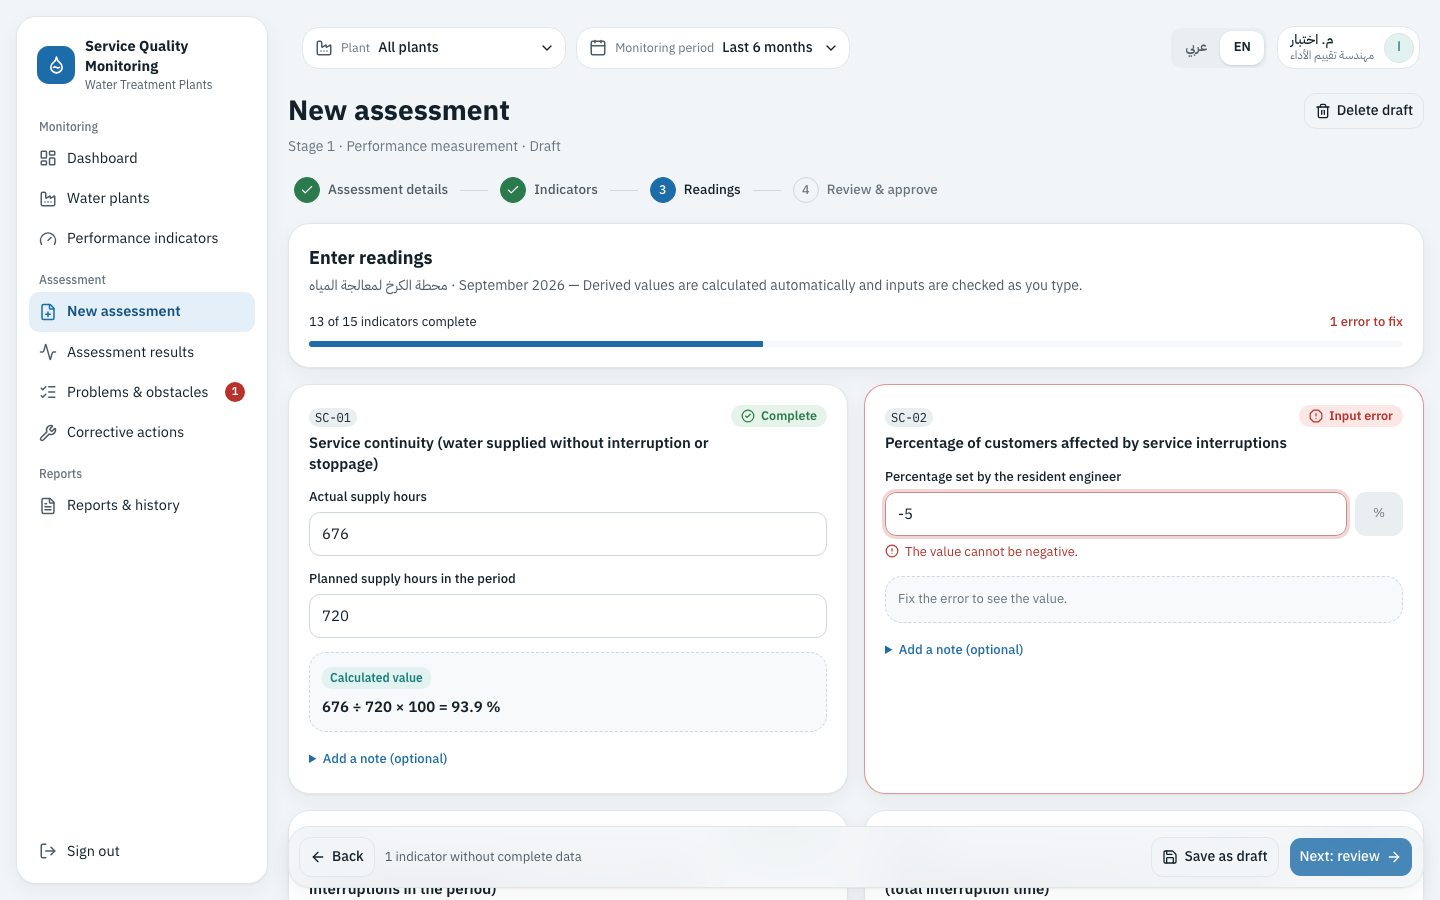 Service Quality
Monitoring
Water Treatment Plants
Monitoring
Dashboard
Water plants
Performance indicators
Assessment
New assessment
Assessment results
Problems & obstacles 1
Corrective actions
Reports
Reports & history
Sign out
Plant All plants
Monitoring period Last 6 months
عربي EN
م. اختبار
مهندسة تقييم الأداء
ا
New assessment
Delete draft
Stage 1 · Performance measurement · Draft
Assessment details
Indicators
3 Readings
4 Review & approve
Enter readings
محطة الكرخ لمعالجة المياه · September 2026 — Derived values are calculated automatically and inputs are checked as you type.
13 of 15 indicators complete
1 error to fix
SC-01
Complete
Service continuity (water supplied without interruption or
stoppage)
Actual supply hours
676
Planned supply hours in the period
720
Calculated value
676 ÷ 720 × 100 = 93.9 %
Add a note (optional)
SC-02
Input error
Percentage of customers affected by service interruptions
Percentage set by the resident engineer
-5
%
The value cannot be negative.
Fix the error to see the value.
Add a note (optional)
Back
1 indicator without complete data
Save as draft
Next: review
interruptions in the period)
(total interruption time)